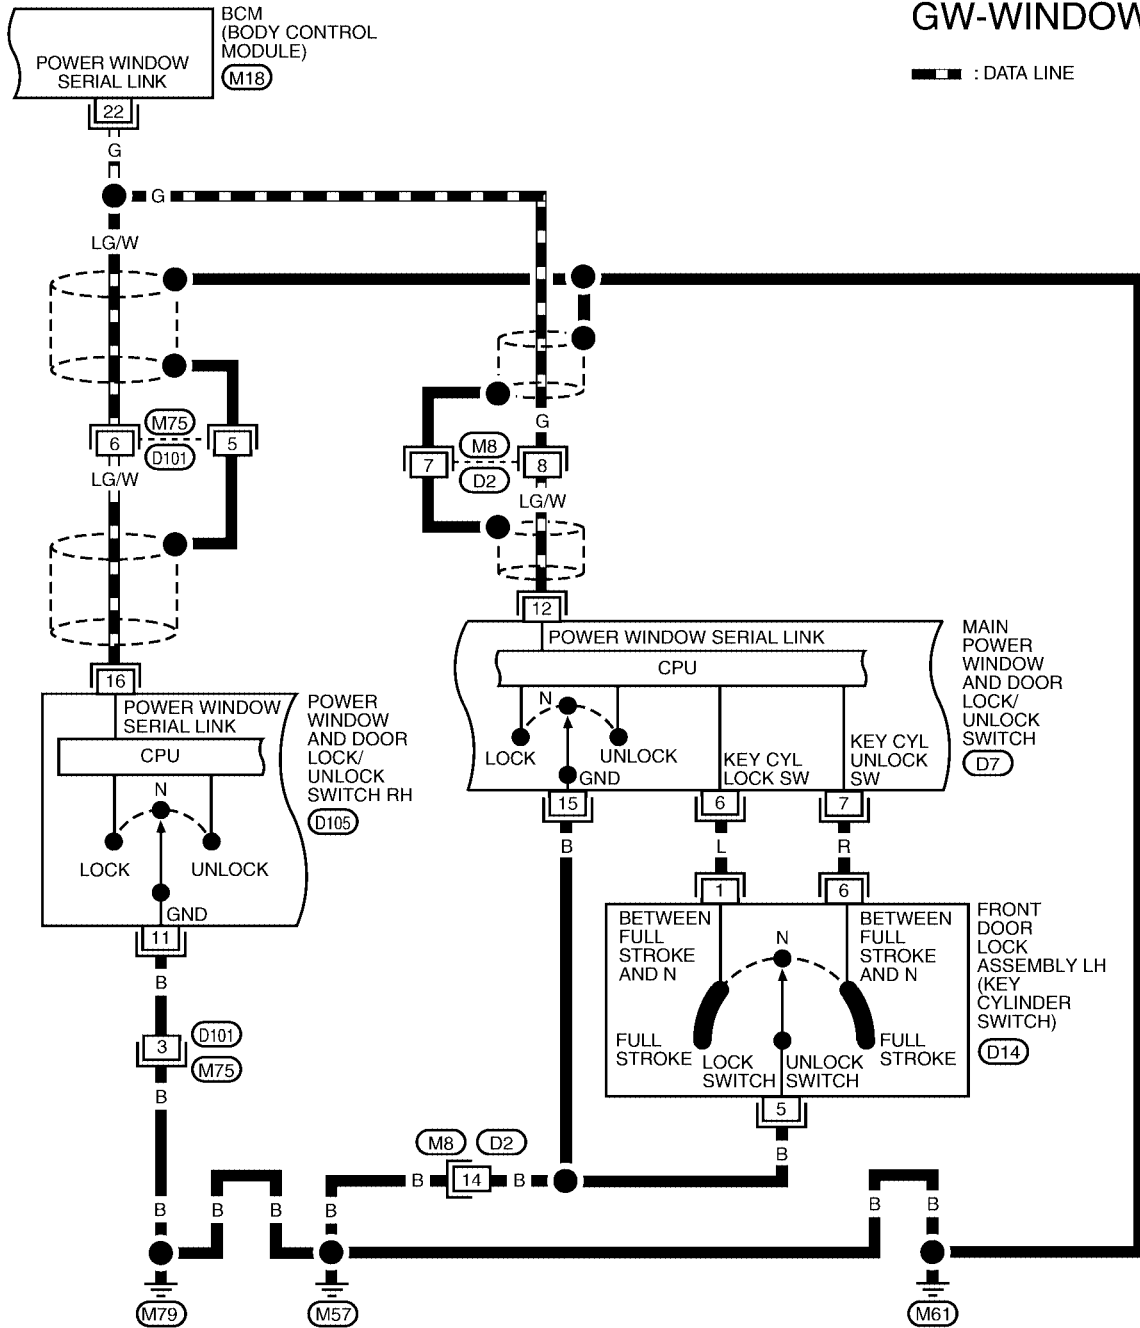 GW-WINDOW
: DATA LINE
BCM
(BODY CONTROL
MODULE)
M18
POWER WINDOW
SERIAL LINK
22
G
G
LG/W
G
M75
6
5
D101
LG/W
M8
7
8
D2
LG/W
12
16
POWER WINDOW SERIAL LINK
CPU
N
LOCK
UNLOCK
GND
KEY CYL
LOCK SW
KEY CYL
UNLOCK
SW
MAIN
POWER
WINDOW
AND DOOR
LOCK/
UNLOCK
SWITCH
D7
POWER WINDOW
SERIAL LINK
CPU
N
LOCK
UNLOCK
GND
POWER
WINDOW
AND DOOR
LOCK/
UNLOCK
SWITCH RH
D105
15
6
7
B
L
R
1
6
BETWEEN
FULL
STROKE
AND N
N
BETWEEN
FULL
STROKE
AND N
FULL
STROKE
LOCK
SWITCH
UNLOCK
SWITCH
FULL
STROKE
FRONT
DOOR
LOCK
ASSEMBLY LH
(KEY
CYLINDER
SWITCH)
D14
11
B
3
D101
M75
B
5
B
M8
D2
B
14
B
B
B
B
B
B
B
M79
M57
M61